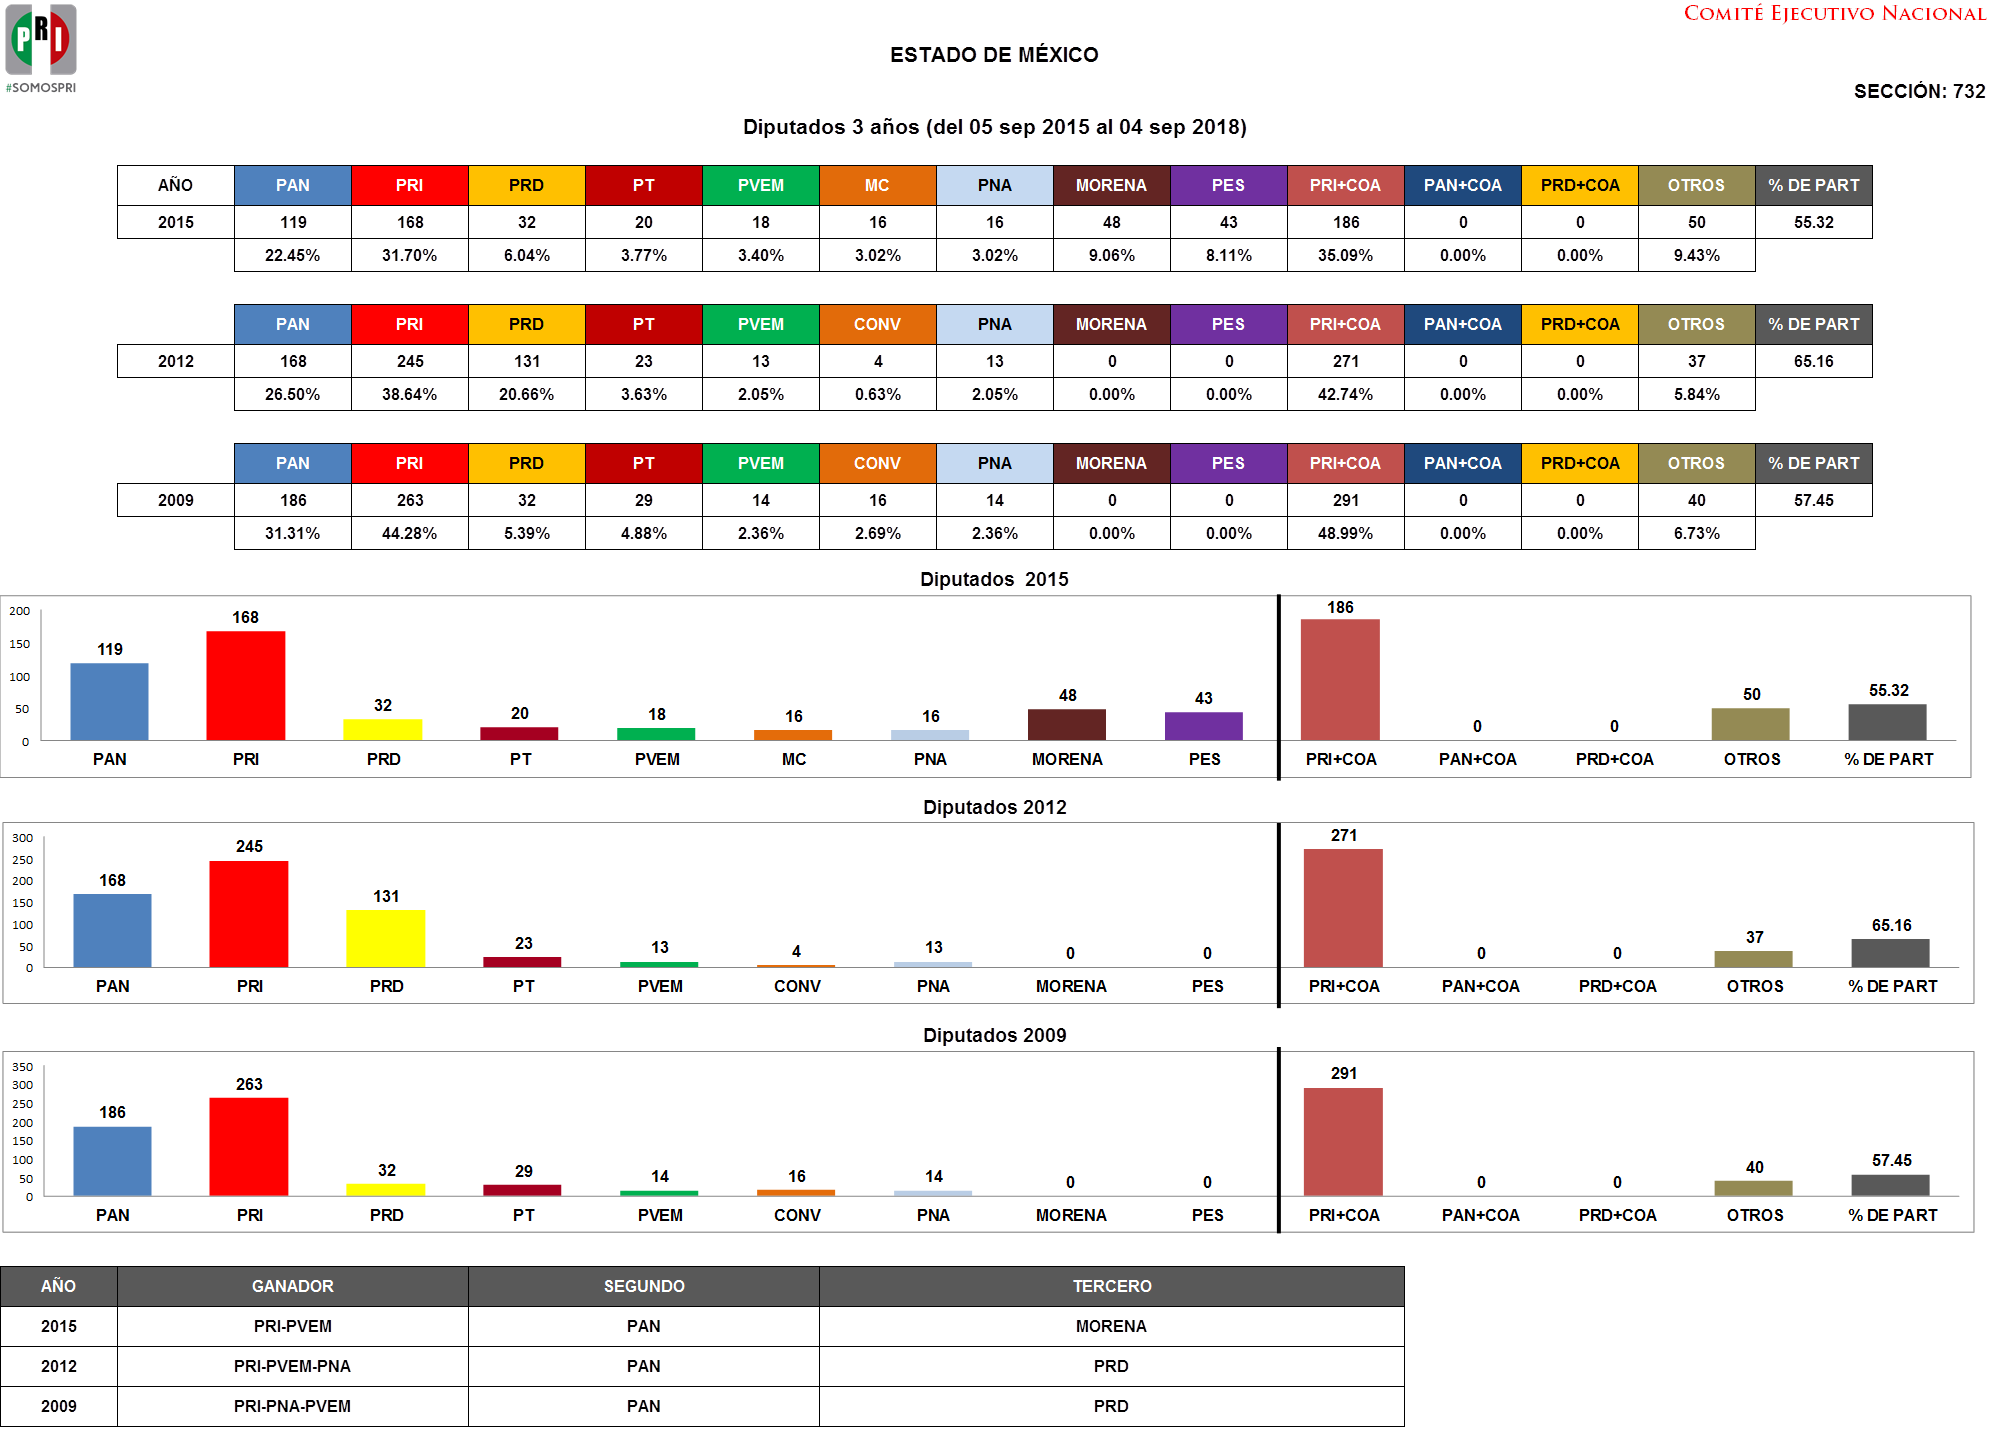 PRI
#SOMOSPRI
COMITÉ EJECUTIVO NACIONAL
ESTADO DE MÉXICO
SECCIÓN: 732
Diputados 3 años (del 05 sep 2015 al 04 sep 2018)
AÑO PAN PRI PRD PT PVEM MC PNA MORENA PES PRI+COA PAN+COA PRD+COA OTROS % DE PART
2015 119 168 32 20 18 16 16 48 43 186 0 0 50 55.32
22.45% 31.70% 6.04% 3.77% 3.40% 3.02% 3.02% 9.06% 8.11% 35.09% 0.00% 0.00% 9.43%
PAN PRI PRD PT PVEM CONV PNA MORENA PES PRI+COA PAN+COA PRD+COA OTROS % DE PART
2012 168 245 131 23 13 4 13 0 0 271 0 0 37 65.16
26.50% 38.64% 20.66% 3.63% 2.05% 0.63% 2.05% 0.00% 0.00% 42.74% 0.00% 0.00% 5.84%
PAN PRI PRD PT PVEM CONV PNA MORENA PES PRI+COA PAN+COA PRD+COA OTROS % DE PART
2009 186 263 32 29 14 16 14 0 0 291 0 0 40 57.45
31.31% 44.28% 5.39% 4.88% 2.36% 2.69% 2.36% 0.00% 0.00% 48.99% 0.00% 0.00% 6.73%
Diputados 2015
200
150
100
50
0
119 168 32 20 18 16 16 48 43 186 0 0 50 55.32
PAN PRI PRD PT PVEM MC PNA MORENA PES PRI+COA PAN+COA PRD+COA OTROS % DE PART
Diputados 2012
300
250
200
150
100
50
0
168 245 131 23 13 4 13 0 0 271 0 0 37 65.16
PAN PRI PRD PT PVEM CONV PNA MORENA PES PRI+COA PAN+COA PRD+COA OTROS % DE PART
Diputados 2009
350
300
250
200
150
100
50
0
186 263 32 29 14 16 14 0 0 291 0 0 40 57.45
PAN PRI PRD PT PVEM CONV PNA MORENA PES PRI+COA PAN+COA PRD+COA OTROS % DE PART
AÑO GANADOR SEGUNDO TERCERO
2015 PRI-PVEM PAN MORENA
2012 PRI-PVEM-PNA PAN PRD
2009 PRI-PNA-PVEM PAN PRD